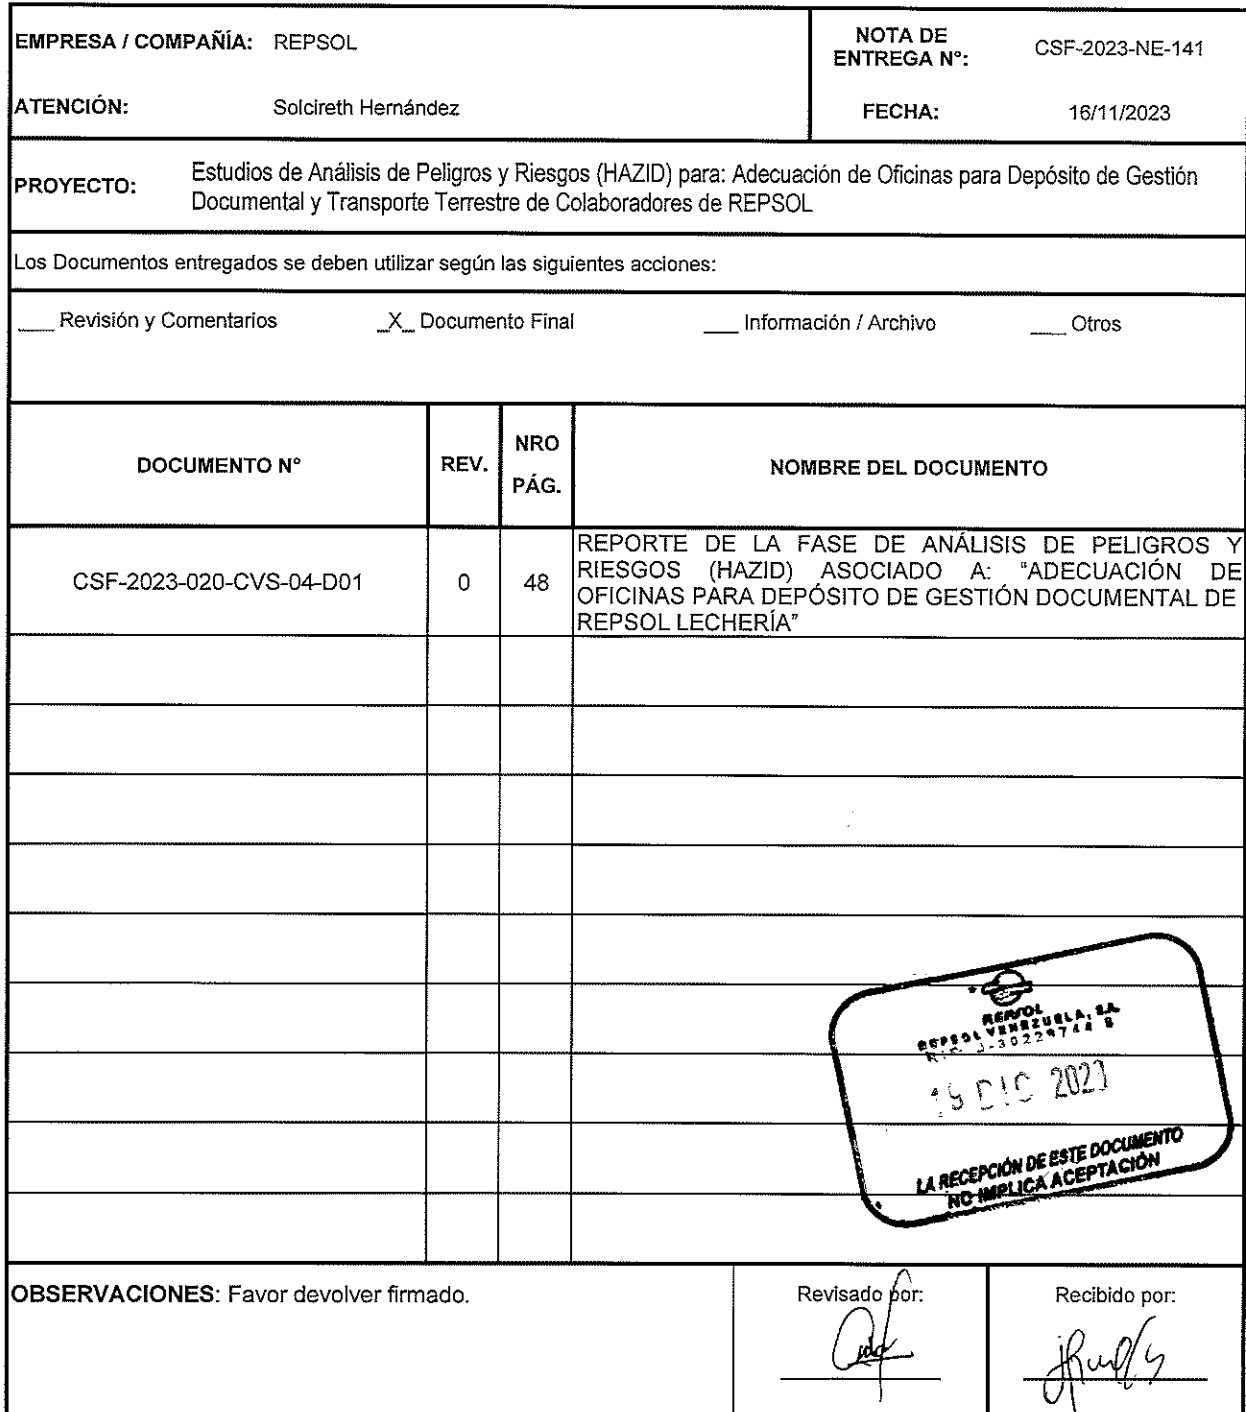 EMPRESA / COMPAÑÍA: REPSOL
NOTA DE
ENTREGA N°: CSF-2023-NE-141
ATENCIÓN: Solcireth Hernández
FECHA: 16/11/2023
PROYECTO: Estudios de Análisis de Peligros y Riesgos (HAZID) para: Adecuación de Oficinas para Depósito de Gestión
Documental y Transporte Terrestre de Colaboradores de REPSOL
Los Documentos entregados se deben utilizar según las siguientes acciones:
___ Revisión y Comentarios _X_ Documento Final ___ Información / Archivo ___ Otros
DOCUMENTO N° REV. NRO PÁG. NOMBRE DEL DOCUMENTO
CSF-2023-020-CVS-04-D01 0 48
REPORTE DE LA FASE DE ANÁLISIS DE PELIGROS Y
RIESGOS (HAZID) ASOCIADO A: "ADECUACIÓN DE
OFICINAS PARA DEPÓSITO DE GESTIÓN DOCUMENTAL DE
REPSOL LECHERÍA"
REPSOL
REPSOL VENEZUELA, S.A.
DIC 2023
LA RECEPCIÓN DE ESTE DOCUMENTO
NO IMPLICA ACEPTACIÓN
OBSERVACIONES: Favor devolver firmado.
Revisado por:
Recibido por: